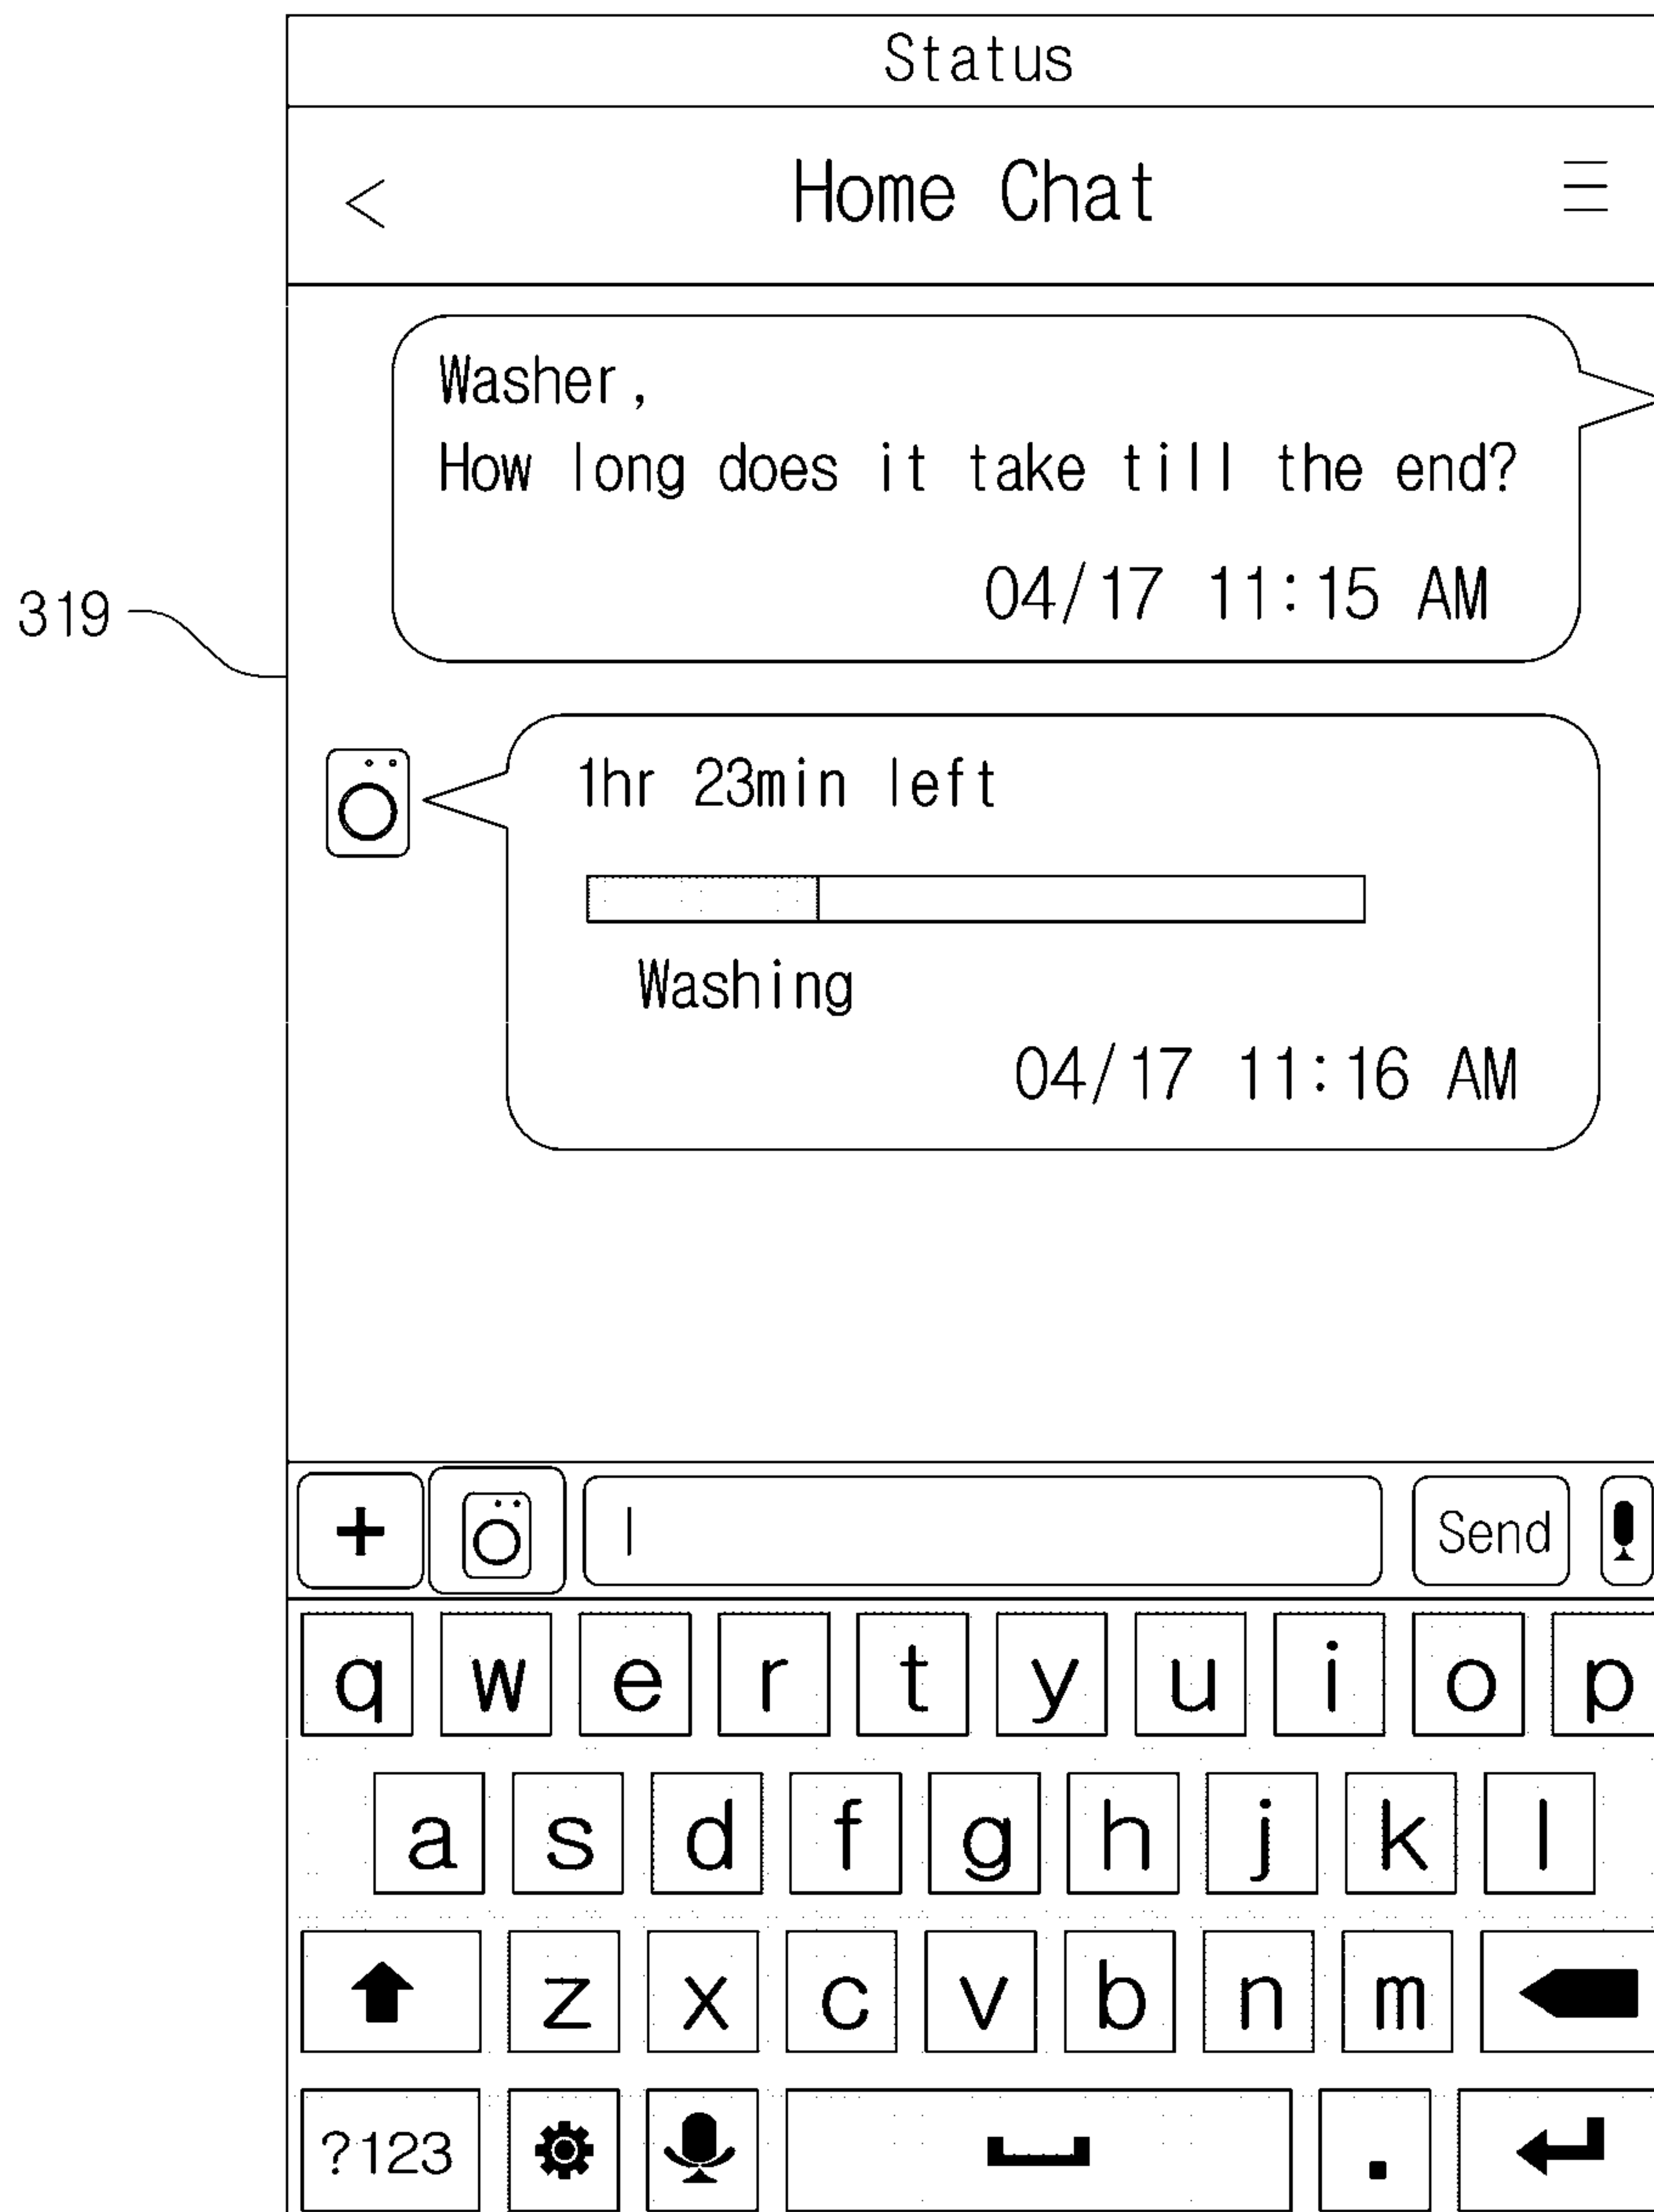 Status
< Home Chat
Washer,
How long does it take till the end?
04/17 11:15 AM
319
1hr 23min left
Washing
04/17 11:16 AM
+ Send
q w e r t y u i o p
a s d f g h j k l
z x c v b n m
?123 .